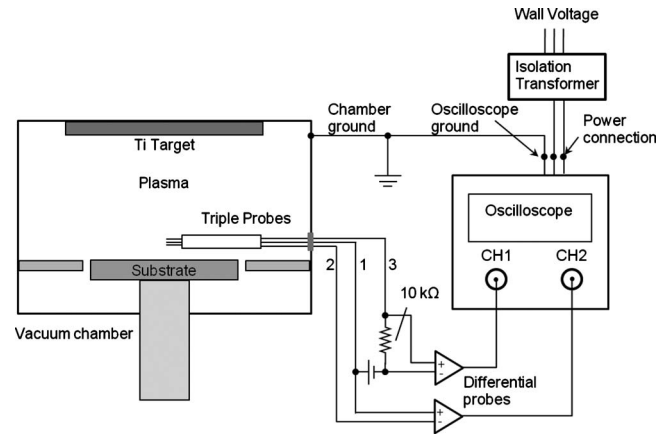 Wall Voltage
Isolation
Transformer
Chamber
ground
Oscilloscope
ground
Power
connection
Ti Target
Plasma
Triple Probes
Oscilloscope
CH1
CH2
Substrate
2
1
3
10 kΩ
Vacuum chamber
+
-
Differential
probes
+
-